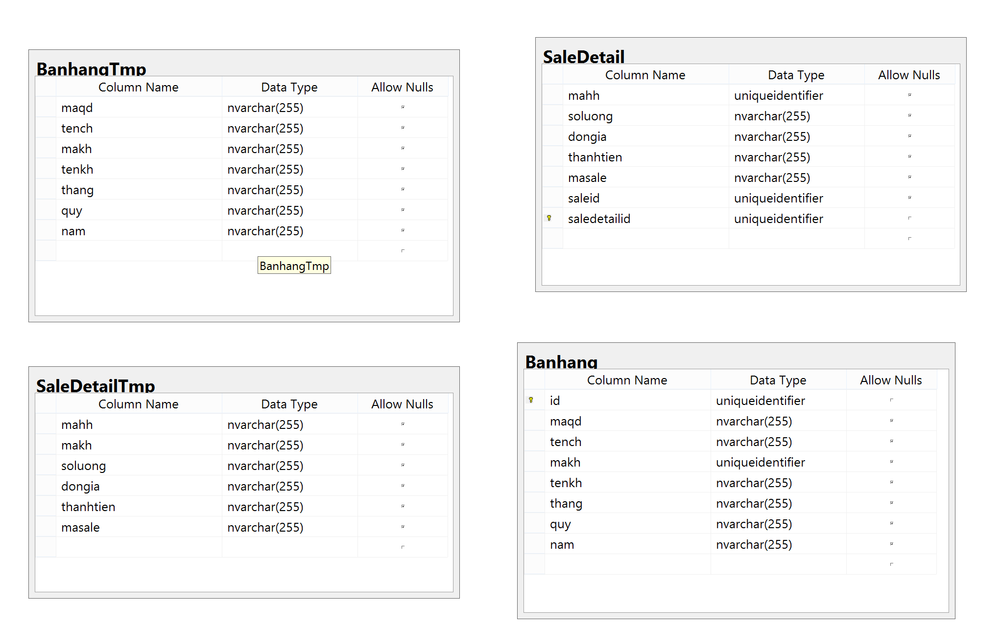 BanhangTmp
Column Name Data Type Allow Nulls
maqd nvarchar(255)
tench nvarchar(255)
makh nvarchar(255)
tenkh nvarchar(255)
thang nvarchar(255)
quy nvarchar(255)
nam nvarchar(255)
BanhangTmp
SaleDetail
Column Name Data Type Allow Nulls
mahh uniqueidentifier
soluong nvarchar(255)
dongia nvarchar(255)
thanhtien nvarchar(255)
masale nvarchar(255)
saleid uniqueidentifier
saledetailid uniqueidentifier
SaleDetailTmp
Column Name Data Type Allow Nulls
mahh nvarchar(255)
makh nvarchar(255)
soluong nvarchar(255)
dongia nvarchar(255)
thanhtien nvarchar(255)
masale nvarchar(255)
Banhang
Column Name Data Type Allow Nulls
id uniqueidentifier
maqd nvarchar(255)
tench nvarchar(255)
makh uniqueidentifier
tenkh nvarchar(255)
thang nvarchar(255)
quy nvarchar(255)
nam nvarchar(255)